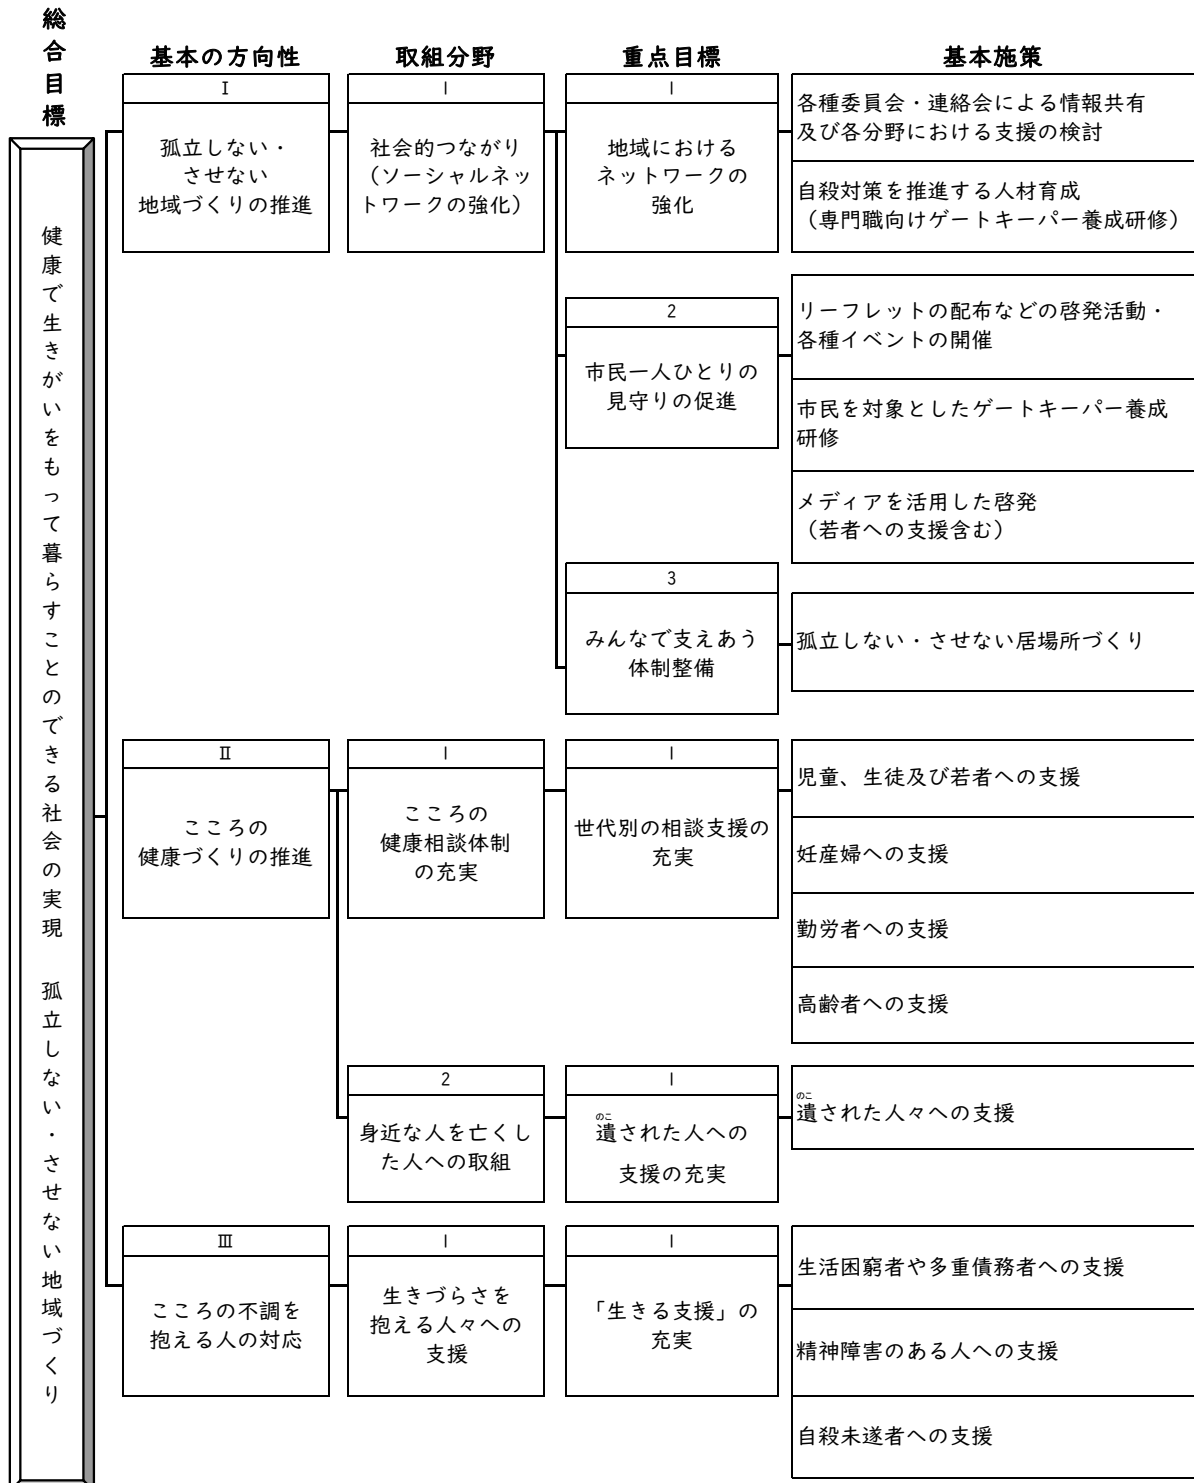 総合目標
基本の方向性
取組分野
重点目標
基本施策
健康で生きがいをもって暮らすことのできる社会の実現　孤立しない・させない地域づくり
Ⅰ
孤立しない・
させない
地域づくりの推進
1
社会的つながり
（ソーシャルネッ
トワークの強化）
1
地域における
ネットワークの
強化
各種委員会・連絡会による情報共有
及び各分野における支援の検討
自殺対策を推進する人材育成
（専門職向けゲートキーパー養成研修）
2
市民一人ひとりの
見守りの促進
リーフレットの配布などの啓発活動・
各種イベントの開催
市民を対象としたゲートキーパー養成
研修
メディアを活用した啓発
（若者への支援含む）
3
みんなで支えあう
体制整備
孤立しない・させない居場所づくり
Ⅱ
こころの
健康づくりの推進
1
こころの
健康相談体制
の充実
1
世代別の相談支援の
充実
児童、生徒及び若者への支援
妊産婦への支援
勤労者への支援
高齢者への支援
2
身近な人を亡くし
た人への取組
1
のこ
遺された人への
支援の充実
のこ
遺された人々への支援
Ⅲ
こころの不調を
抱える人の対応
1
生きづらさを
抱える人々への
支援
1
「生きる支援」の
充実
生活困窮者や多重債務者への支援
精神障害のある人への支援
自殺未遂者への支援